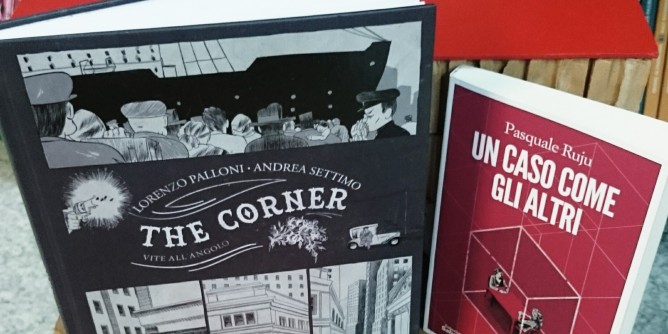 LORENZO PALLONI · ANDREA SETTIMO
THE CORNER
VITE ALL'ANGOLO
Pasquale Ruju
UN CASO COME
GLI ALTRI